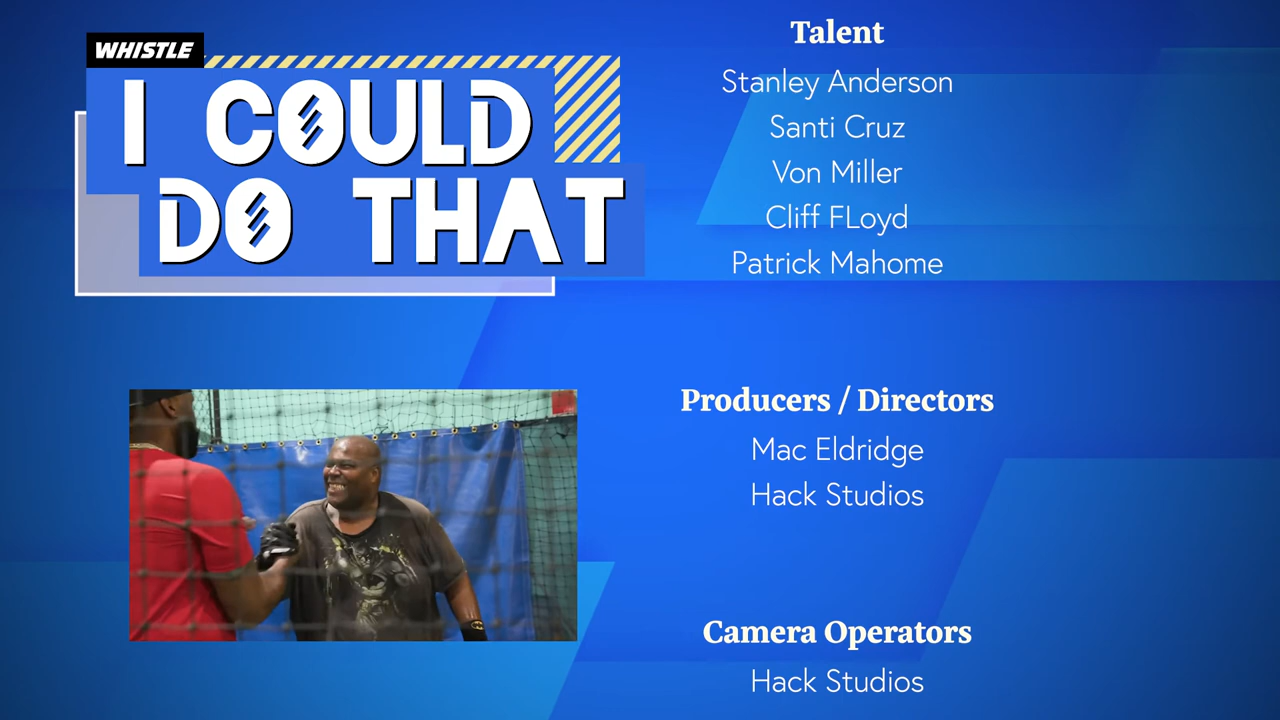 WHISTLE
I COULD
DO THAT
Talent
Stanley Anderson
Santi Cruz
Von Miller
Cliff FLoyd
Patrick Mahome
Producers / Directors
Mac Eldridge
Hack Studios
Camera Operators
Hack Studios